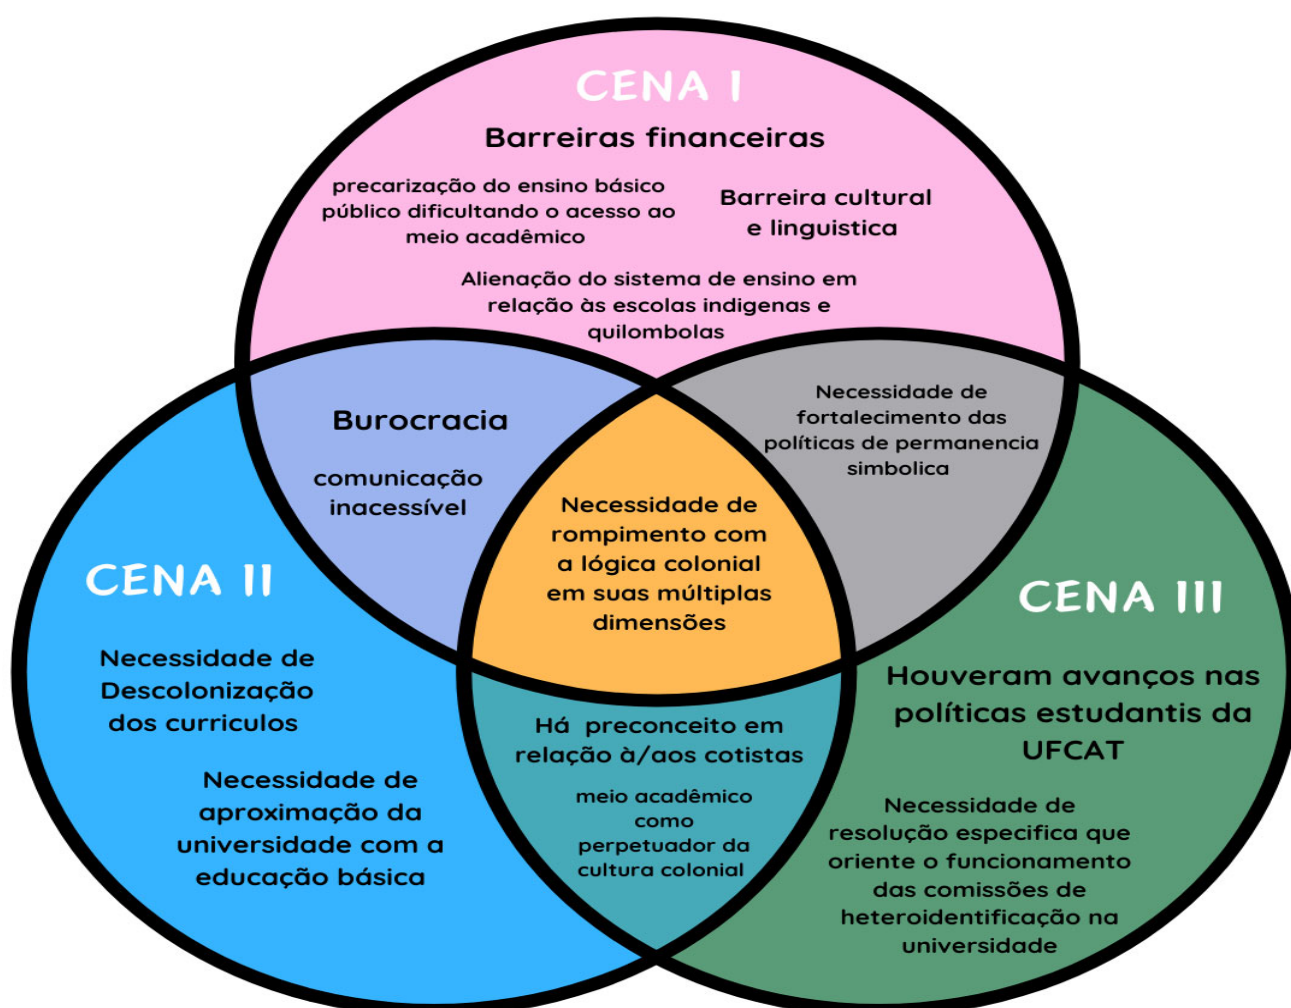 CENA I
Barreiras financeiras
precarização do ensino básico
público dificultando o acesso ao
meio acadêmico
Barreira cultural
e linguistica
Alienação do sistema de ensino em
relação às escolas indigenas e
quilombolas
Burocracia
comunicação
inacessível
Necessidade de
fortalecimento das
políticas de permanencia
simbolica
Necessidade de
rompimento com
a lógica colonial
em suas múltiplas
dimensões
CENA II
Necessidade de
Descolonização
dos curriculos
Necessidade de
aproximação da
universidade com a
educação básica
Há preconceito em
relação à/aos cotistas
meio acadêmico
como
perpetuador da
cultura colonial
CENA III
Houveram avanços nas
políticas estudantis da
UFCAT
Necessidade de
resolução especifica que
oriente o funcionamento
das comissões de
heteroidentificação na
universidade